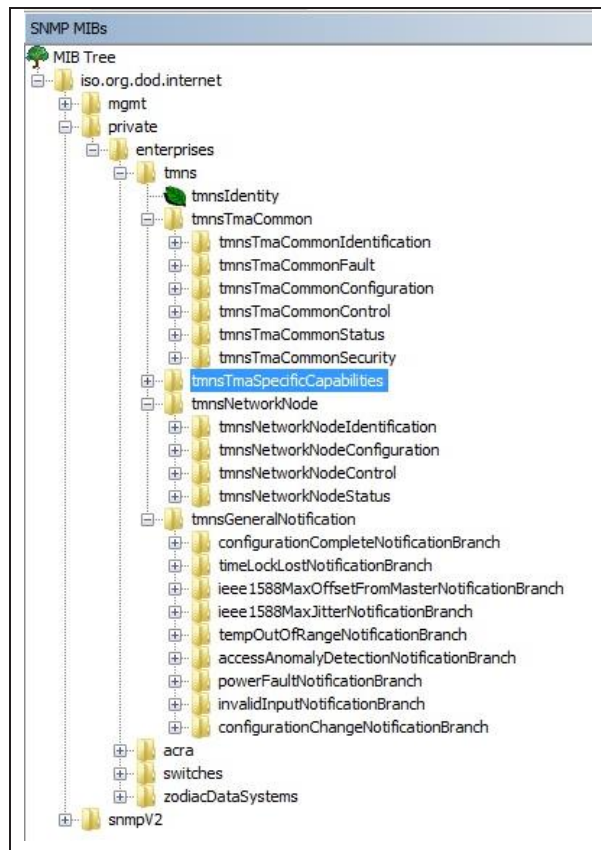 SNMP MIBs
MIB Tree
iso.org.dod.internet
mgmt
private
enterprises
tmns
tmnsIdentity
tmnsTmaCommon
tmnsTmaCommonIdentification
tmnsTmaCommonFault
tmnsTmaCommonConfiguration
tmnsTmaCommonControl
tmnsTmaCommonStatus
tmnsTmaCommonSecurity
tmnsTmaSpecificCapabilities
tmnsNetworkNode
tmnsNetworkNodeIdentification
tmnsNetworkNodeConfiguration
tmnsNetworkNodeControl
tmnsNetworkNodeStatus
tmnsGeneralNotification
configurationCompleteNotificationBranch
timeLockLostNotificationBranch
ieee1588MaxOffsetFromMasterNotificationBranch
ieee1588MaxJitterNotificationBranch
tempOutOfRangeNotificationBranch
accessAnomalyDetectionNotificationBranch
powerFaultNotificationBranch
invalidInputNotificationBranch
configurationChangeNotificationBranch
acra
switches
zodiacDataSystems
snmpV2